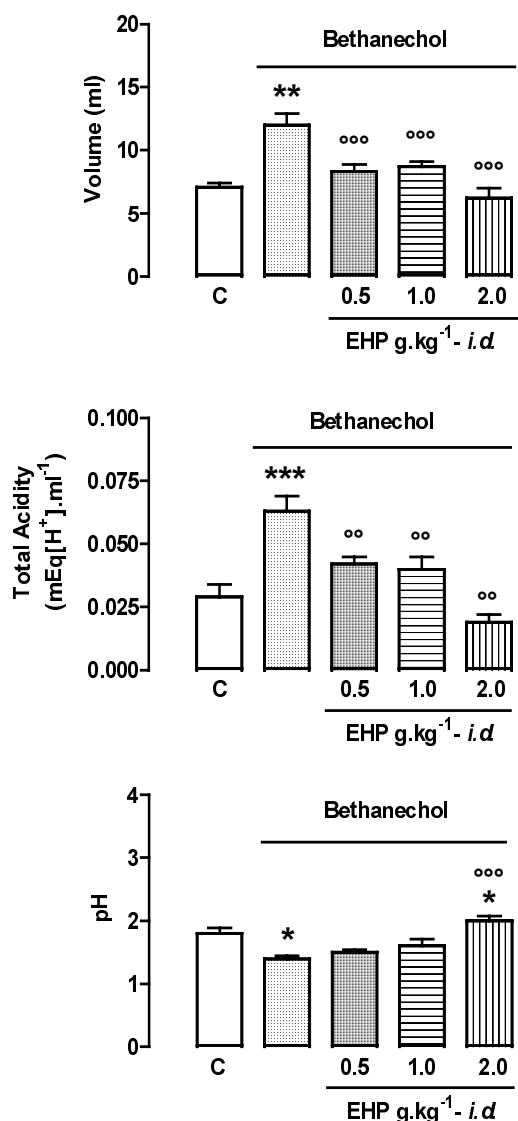 20
Bethanechol
**
15
Volume (ml)
°°°
°°°
°°°
10
5
0
C
0.5
1.0
2.0
EHP g.kg⁻¹- i.d.
0.100
Bethanechol
***
0.075
Total Acidity
(mEq[H⁺].ml⁻¹)
°°
°°
0.050
°°
0.025
0.000
C
0.5
1.0
2.0
EHP g.kg⁻¹- i.d
4
Bethanechol
3
°°°
*
pH
2
*
1
0
C
0.5
1.0
2.0
EHP g.kg⁻¹- i.d